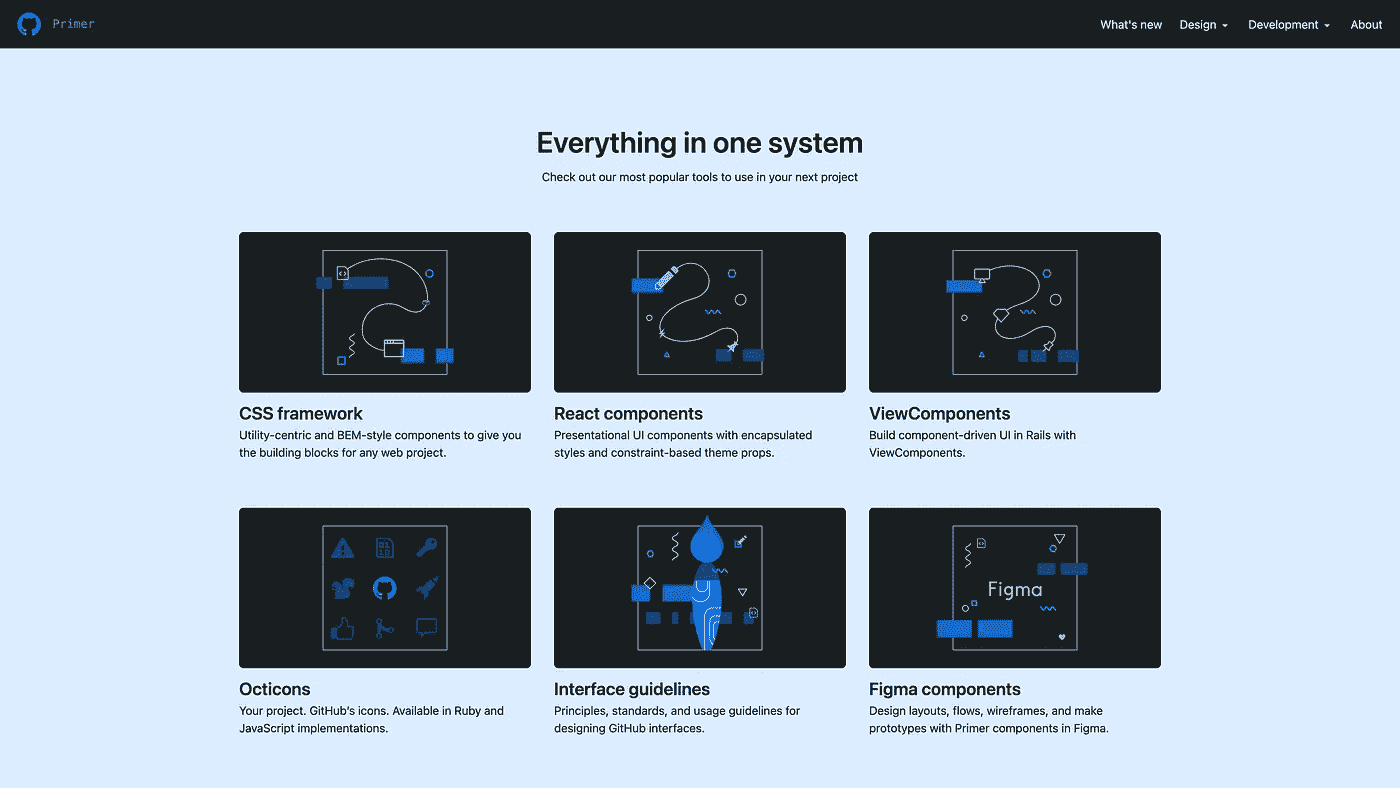 Primer
What's new
Design
Development
About
Everything in one system
Check out our most popular tools to use in your next project
CSS framework
Utility-centric and BEM-style components to give you
the building blocks for any web project.
React components
Presentational UI components with encapsulated
styles and constraint-based theme props.
ViewComponents
Build component-driven UI in Rails with
ViewComponents.
Octicons
Your project. GitHub's icons. Available in Ruby and
JavaScript implementations.
Interface guidelines
Principles, standards, and usage guidelines for
designing GitHub interfaces.
Figma
Figma components
Design layouts, flows, wireframes, and make
prototypes with Primer components in Figma.